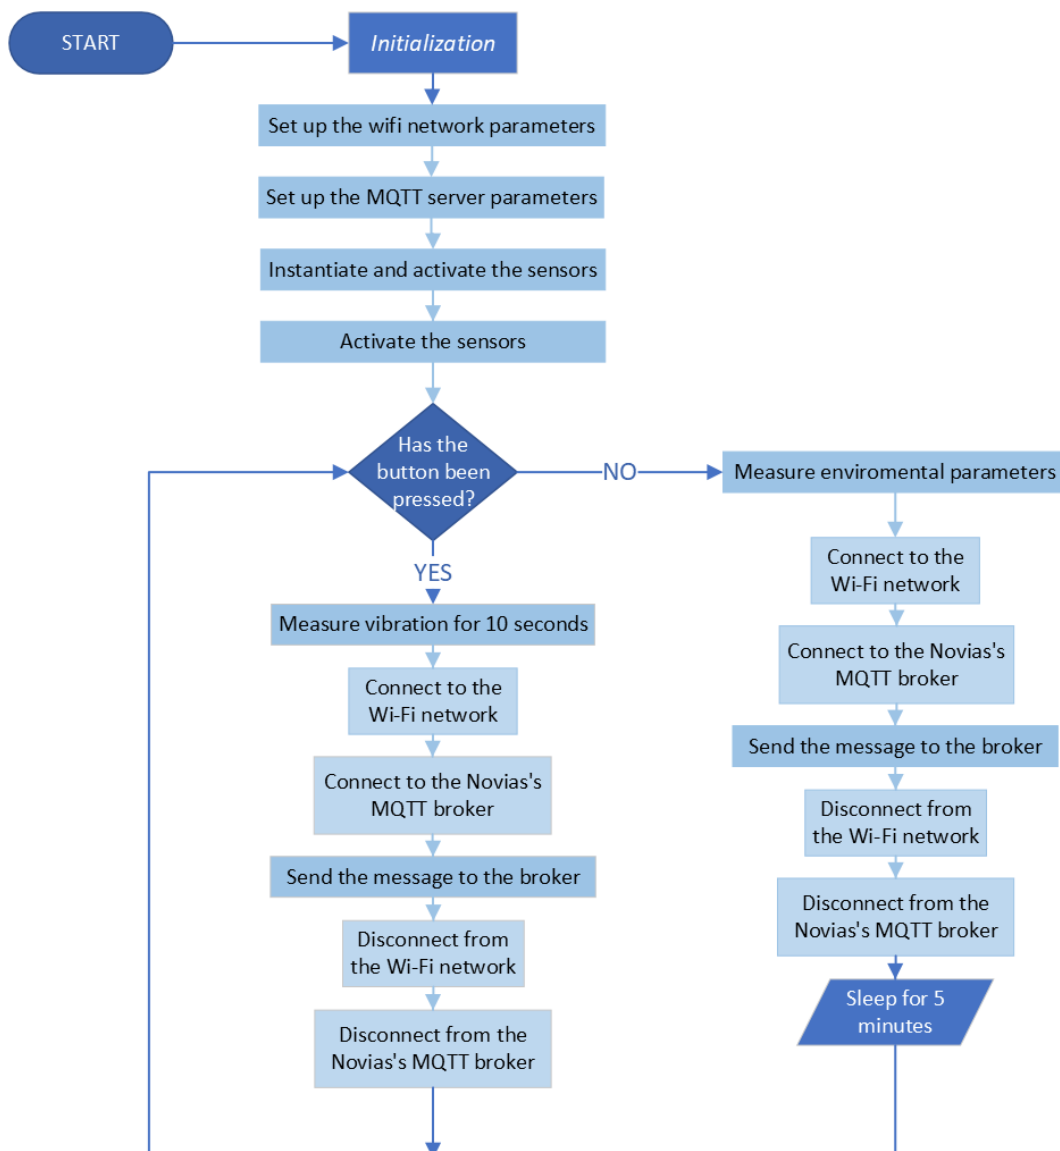 START
Initialization
Set up the wifi network parameters
Set up the MQTT server parameters
Instantiate and activate the sensors
Activate the sensors
Has the
button been
pressed?
NO
Measure enviromental parameters
Connect to the
Wi-Fi network
Connect to the Novias's
MQTT broker
Send the message to the broker
Disconnect from
the Wi-Fi network
Disconnect from the
Novias's MQTT broker
Sleep for 5
minutes
YES
Measure vibration for 10 seconds
Connect to the
Wi-Fi network
Connect to the Novias's
MQTT broker
Send the message to the broker
Disconnect from
the Wi-Fi network
Disconnect from the
Novias's MQTT broker